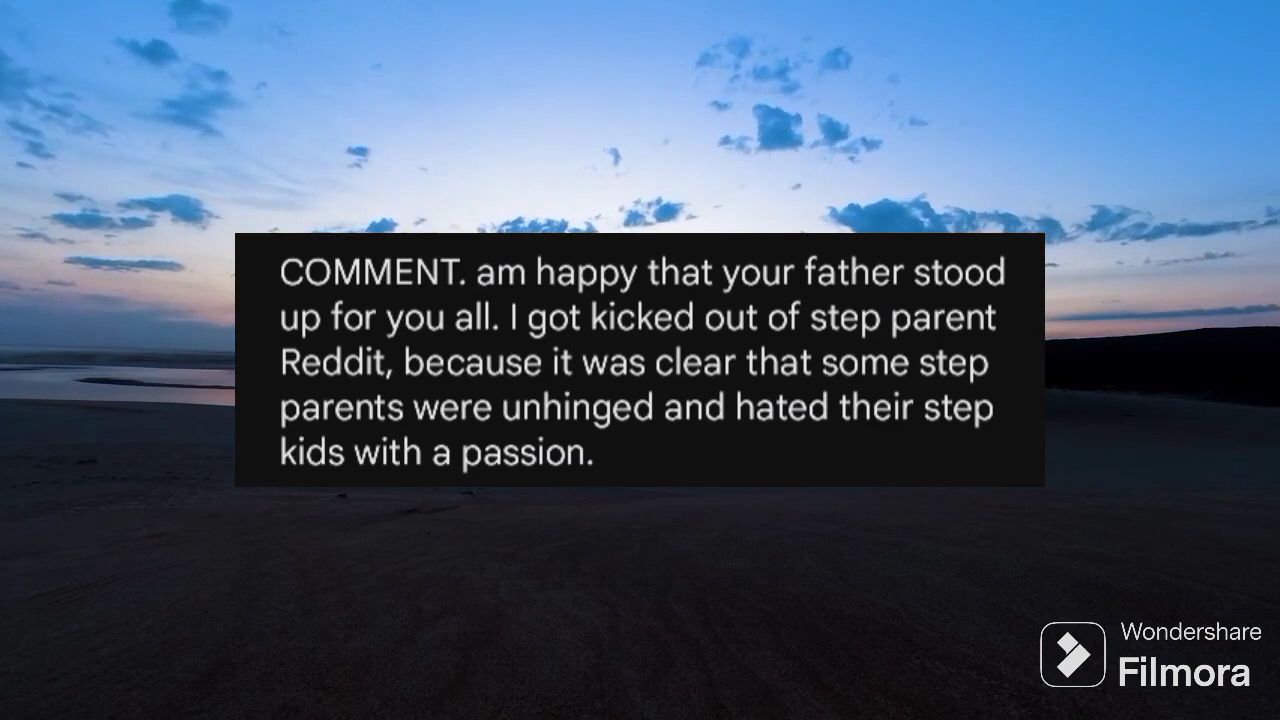 COMMENT. am happy that your father stood
up for you all. I got kicked out of step parent
Reddit, because it was clear that some step
parents were unhinged and hated their step
kids with a passion.
Wondershare
Filmora